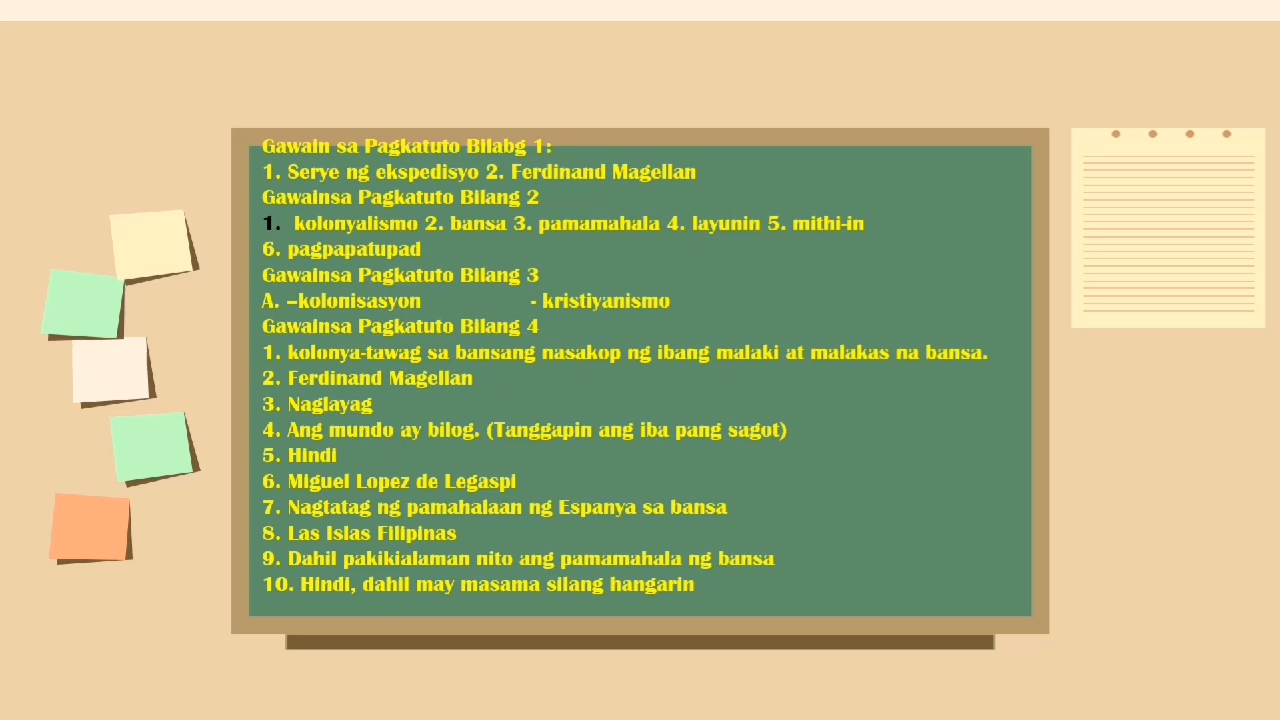 Gawain sa Pagkatuto Bilabg 1:
1. Serye ng ekspedisyo 2. Ferdinand Magellan
Gawainsa Pagkatuto Bilang 2
1. kolonyalismo 2. bansa 3. pamamahala 4. layunin 5. mithi-in
6. pagpapatupad
Gawainsa Pagkatuto Bilang 3
A. –kolonisasyon - kristiyanismo
Gawainsa Pagkatuto Bilang 4
1. kolonya-tawag sa bansang nasakop ng ibang malaki at malakas na bansa.
2. Ferdinand Magellan
3. Naglayag
4. Ang mundo ay bilog. (Tanggapin ang iba pang sagot)
5. Hindi
6. Miguel Lopez de Legaspi
7. Nagtatag ng pamahalaan ng Espanya sa bansa
8. Las Islas Filipinas
9. Dahil pakikialaman nito ang pamamahala ng bansa
10. Hindi, dahil may masama silang hangarin